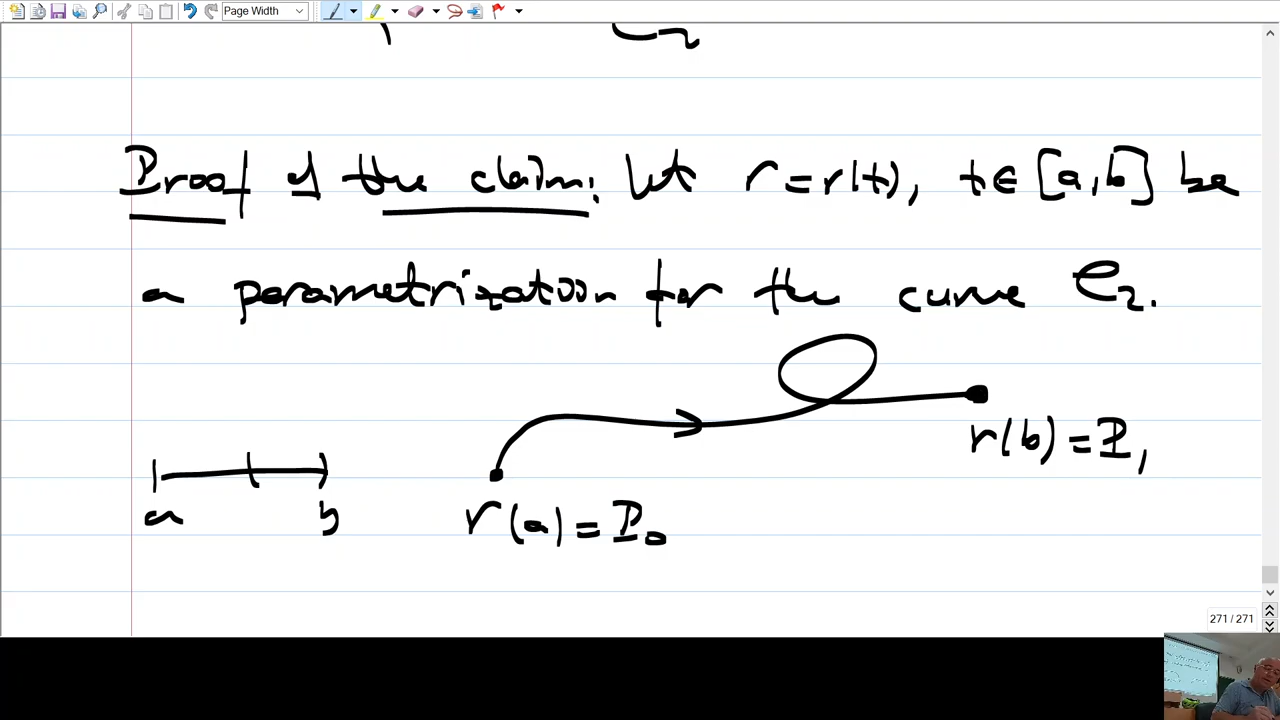 Page Width
Proof of the claim: Let r = r(t), t ∈ [a, b] be
a parametrization for the curve C₂.
r(b) = P₁
a b
r(a) = P₀
271 / 271